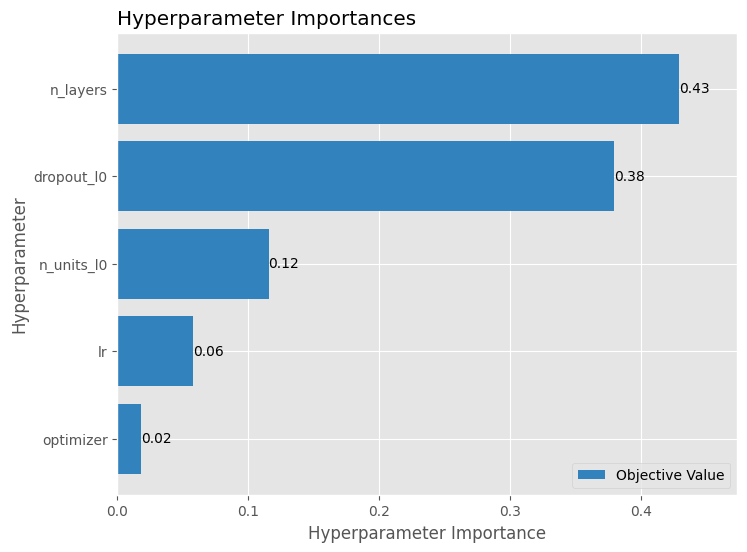 Hyperparameter Importances
Hyperparameter
n_layers
0.43
dropout_l0
0.38
n_units_l0
0.12
lr
0.06
optimizer
0.02
Objective Value
0.0 0.1 0.2 0.3 0.4
Hyperparameter Importance